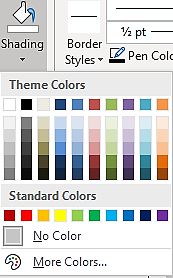 Shading
Border
Styles
½ pt
Pen Colo
Theme Colors
Standard Colors
No Color
More Colors...